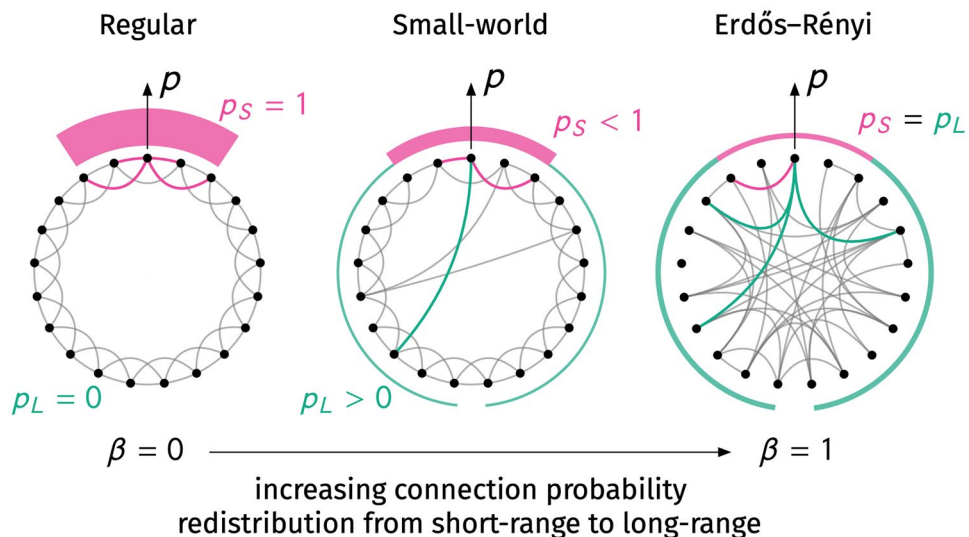 Regular
Small-world
Erdős–Rényi
p
p_S = 1
p
p_S < 1
p
p_S = p_L
p_L = 0
p_L > 0
β = 0
β = 1
increasing connection probability
redistribution from short-range to long-range